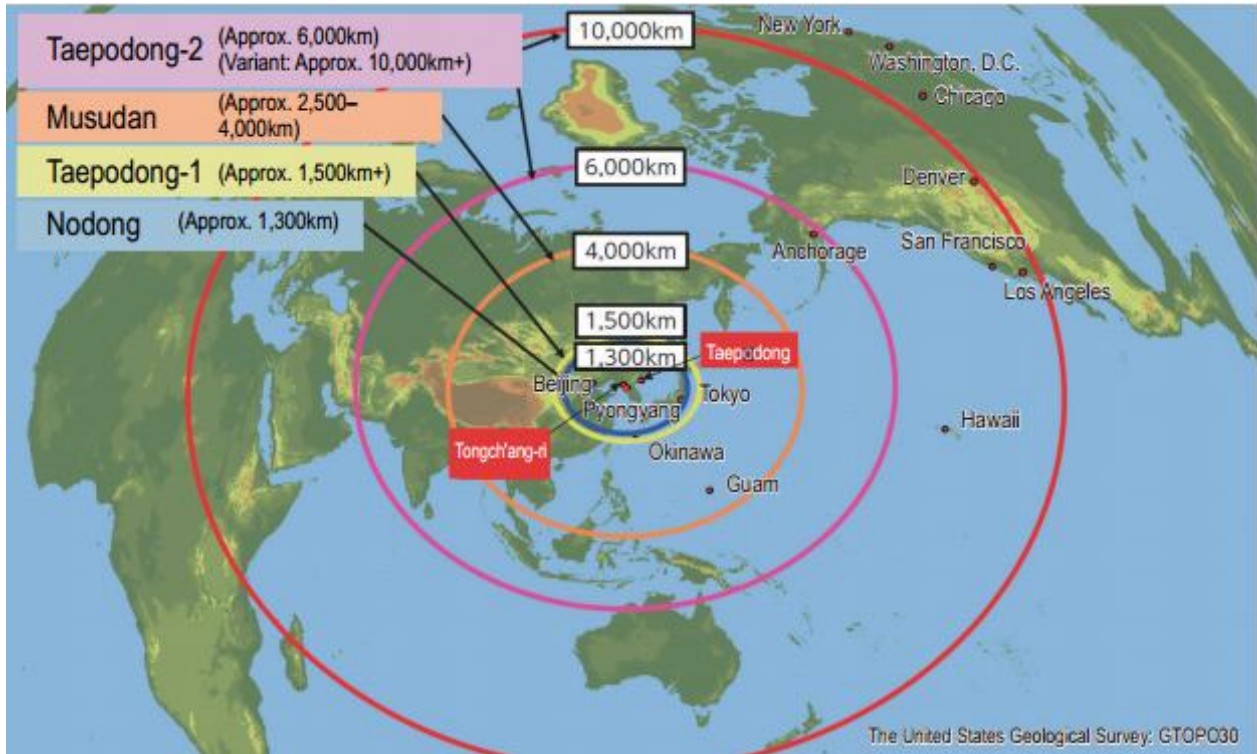 Taepodong-2 (Approx. 6,000km)
(Variant: Approx. 10,000km+)
Musudan (Approx. 2,500–
4,000km)
Taepodong-1 (Approx. 1,500km+)
Nodong (Approx. 1,300km)
10,000km
6,000km
4,000km
1,500km
1,300km
New York
Washington, D.C.
Chicago
Denver
San Francisco
Los Angeles
Anchorage
Taepodong
Beijing
Pyongyang
Tokyo
Tongch'ang-ri
Okinawa
Guam
Hawaii
The United States Geological Survey: GTOPO30